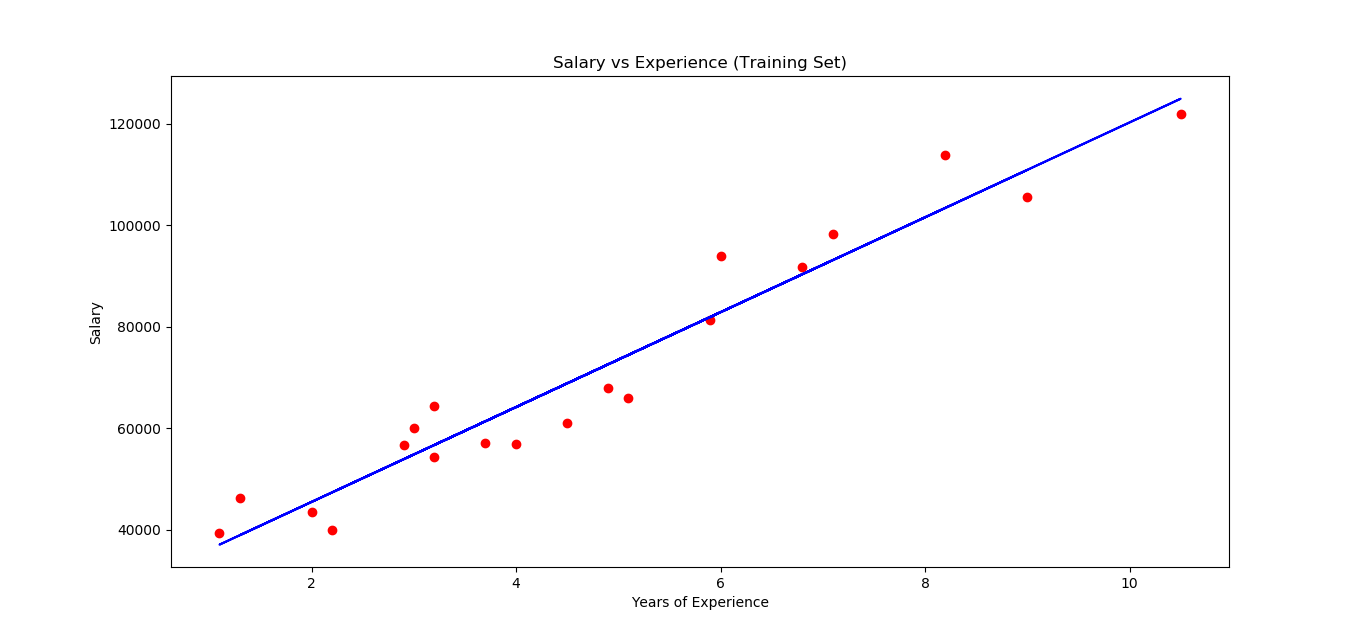 Salary vs Experience (Training Set)
120000
100000
80000
60000
40000
Salary
2 4 6 8 10
Years of Experience